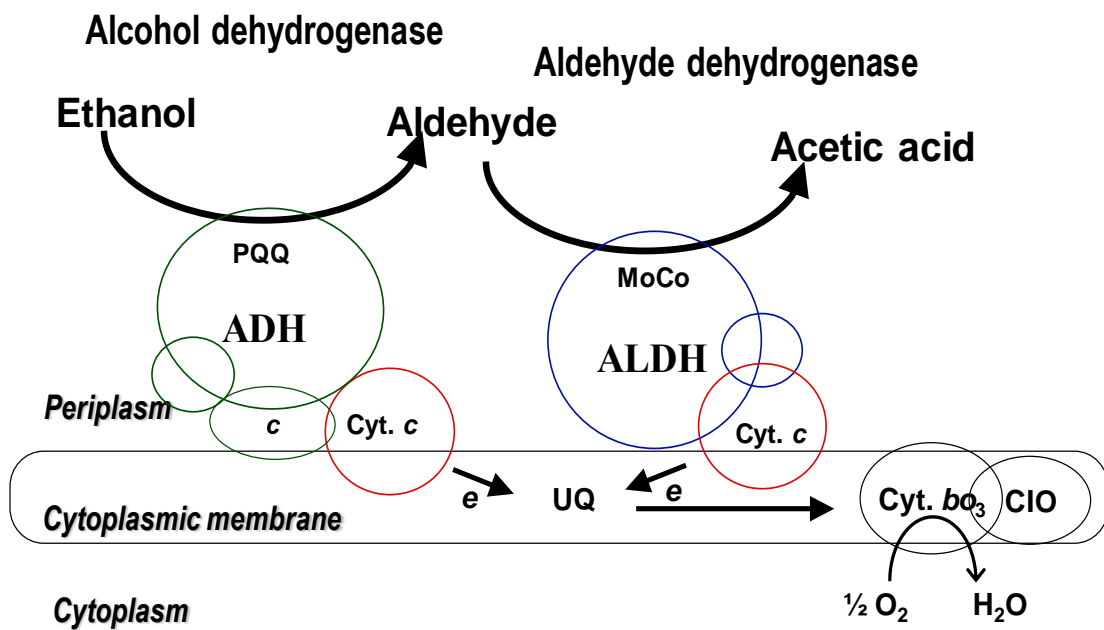 Alcohol dehydrogenase
Aldehyde dehydrogenase
Ethanol
Aldehyde
Acetic acid
PQQ
MoCo
ADH
ALDH
Periplasm
c
Cyt. c
Cyt. c
e
UQ
e
Cyt. bo₃
CIO
Cytoplasmic membrane
Cytoplasm
½ O₂
H₂O